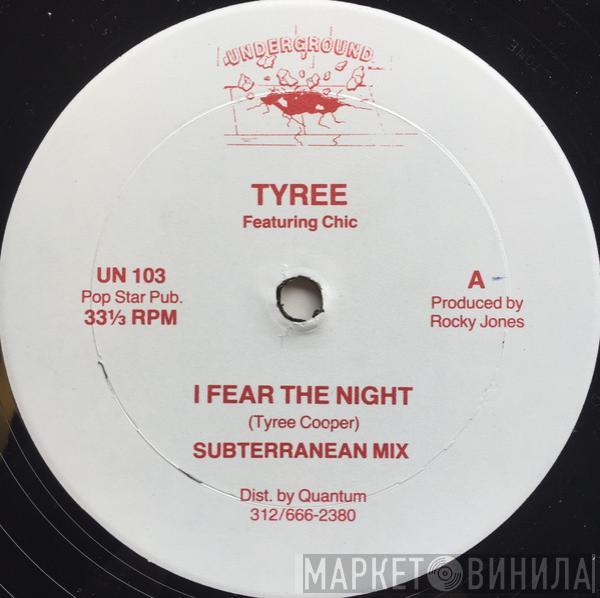 UNDERGROUND
TYREE
Featuring Chic
UN 103
Pop Star Pub.
33⅓ RPM
A
Produced by
Rocky Jones
I FEAR THE NIGHT
(Tyree Cooper)
SUBTERRANEAN MIX
Dist. by Quantum
312/666-2380
МАРКЕТ ВИНИЛА